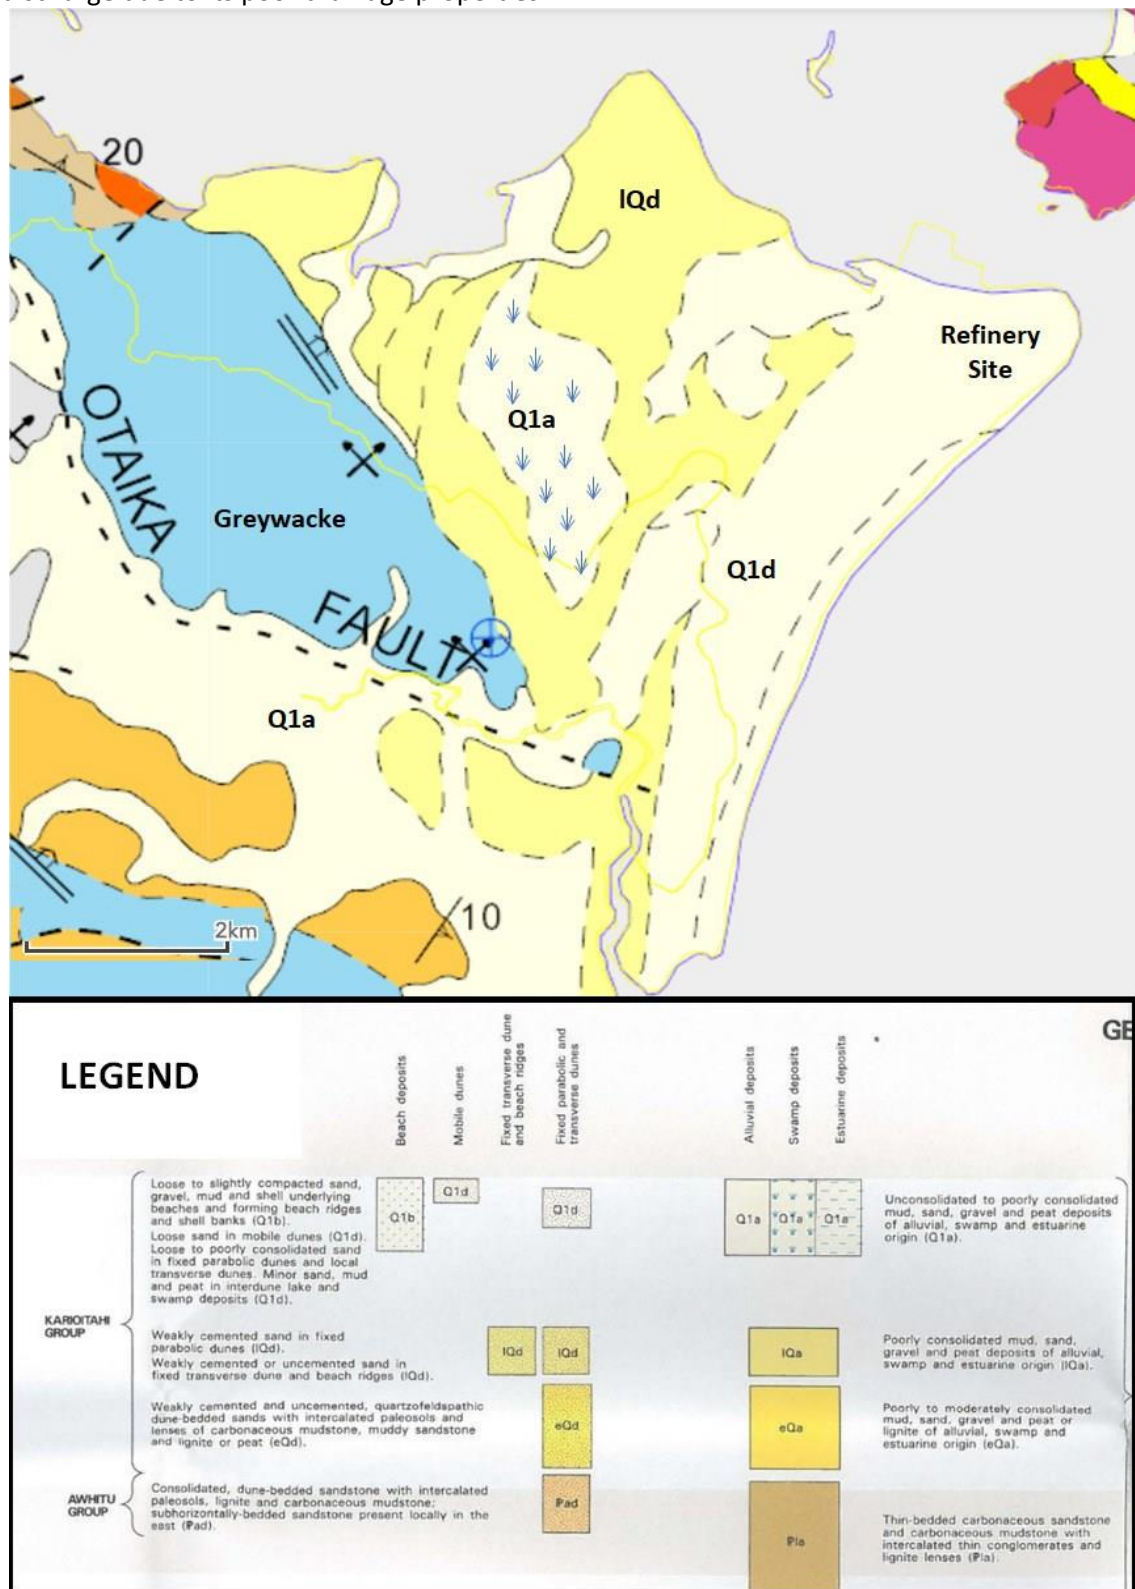 discharge due to its poor drainage properties
20
lQd
Refinery
Site
Q1a
OTAIKA
Greywacke
Q1d
FAULT
Q1a
10
2km
GE
LEGEND
Beach deposits
Mobile dunes
Fixed transverse dune
and beach ridges
Fixed parabolic and
transverse dunes
Alluvial deposits
Swamp deposits
Estuarine deposits
KARIOITAHI
GROUP
Loose to slightly compacted sand,
gravel, mud and shell underlying
beaches and forming beach ridges
and shell banks (Q1b).
Loose sand in mobile dunes (Q1d).
Loose to poorly consolidated sand
in fixed parabolic dunes and local
transverse dunes. Minor sand, mud
and peat in interdune lake and
swamp deposits (Q1d).
Q1b
Q1d
Q1d
Q1a
Q1a
Q1a
Unconsolidated to poorly consolidated
mud, sand, gravel and peat deposits
of alluvial, swamp and estuarine
origin (Q1a).
Weakly cemented sand in fixed
parabolic dunes (lQd).
Weakly cemented or uncemented sand in
fixed transverse dune and beach ridges (lQd).
lQd
lQd
lQa
Poorly consolidated mud, sand,
gravel and peat deposits of alluvial,
swamp and estuarine origin (lQa).
Weakly cemented and uncemented, quartzofeldspathic
dune-bedded sands with intercalated paleosols and
lenses of carbonaceous mudstone, muddy sandstone
and lignite or peat (eQd).
eQd
eQa
Poorly to moderately consolidated
mud, sand, gravel and peat or
lignite of alluvial, swamp and
estuarine origin (eQa).
AWHITU
GROUP
Consolidated, dune-bedded sandstone with intercalated
paleosols, lignite and carbonaceous mudstone;
subhorizontally-bedded sandstone present locally in the
east (Pad).
Pad
Pla
Thin-bedded carbonaceous sandstone
and carbonaceous mudstone with
intercalated thin conglomerates and
lignite lenses (Pla).